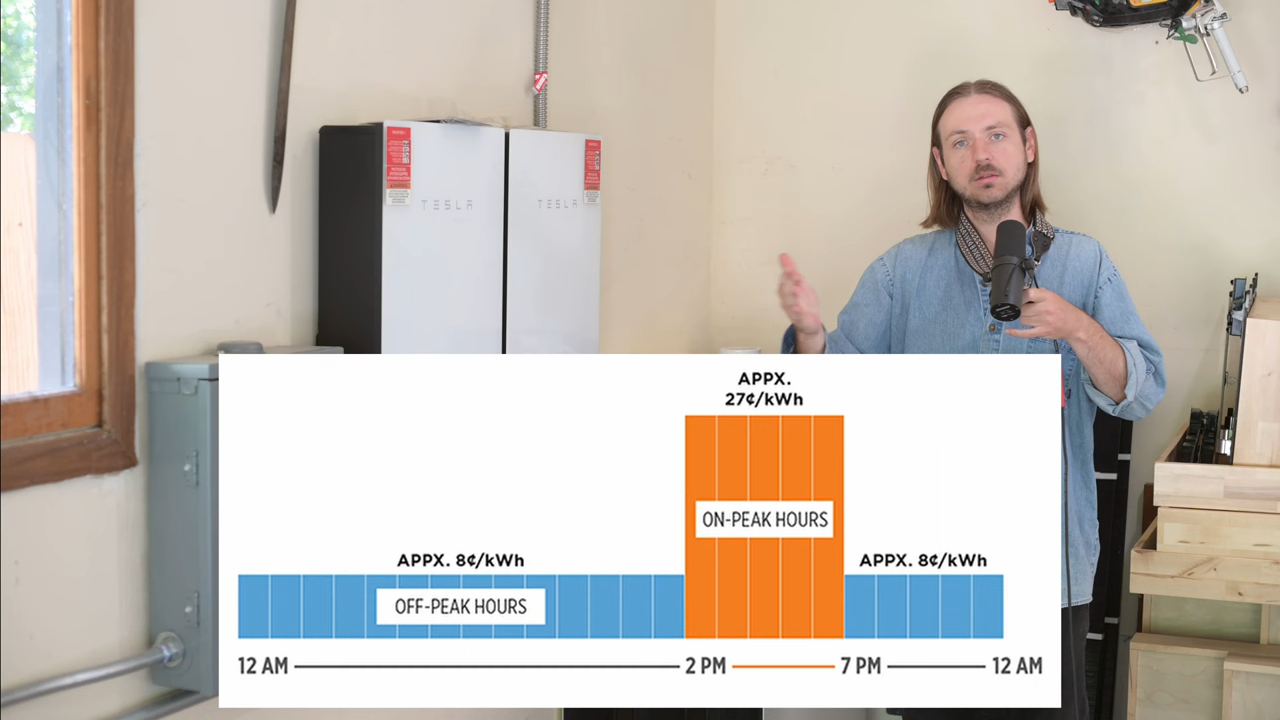 TESLA
TESLA
APPX.
27¢/kWh
ON-PEAK HOURS
APPX. 8¢/kWh
APPX. 8¢/kWh
OFF-PEAK HOURS
12 AM
2 PM
7 PM
12 AM